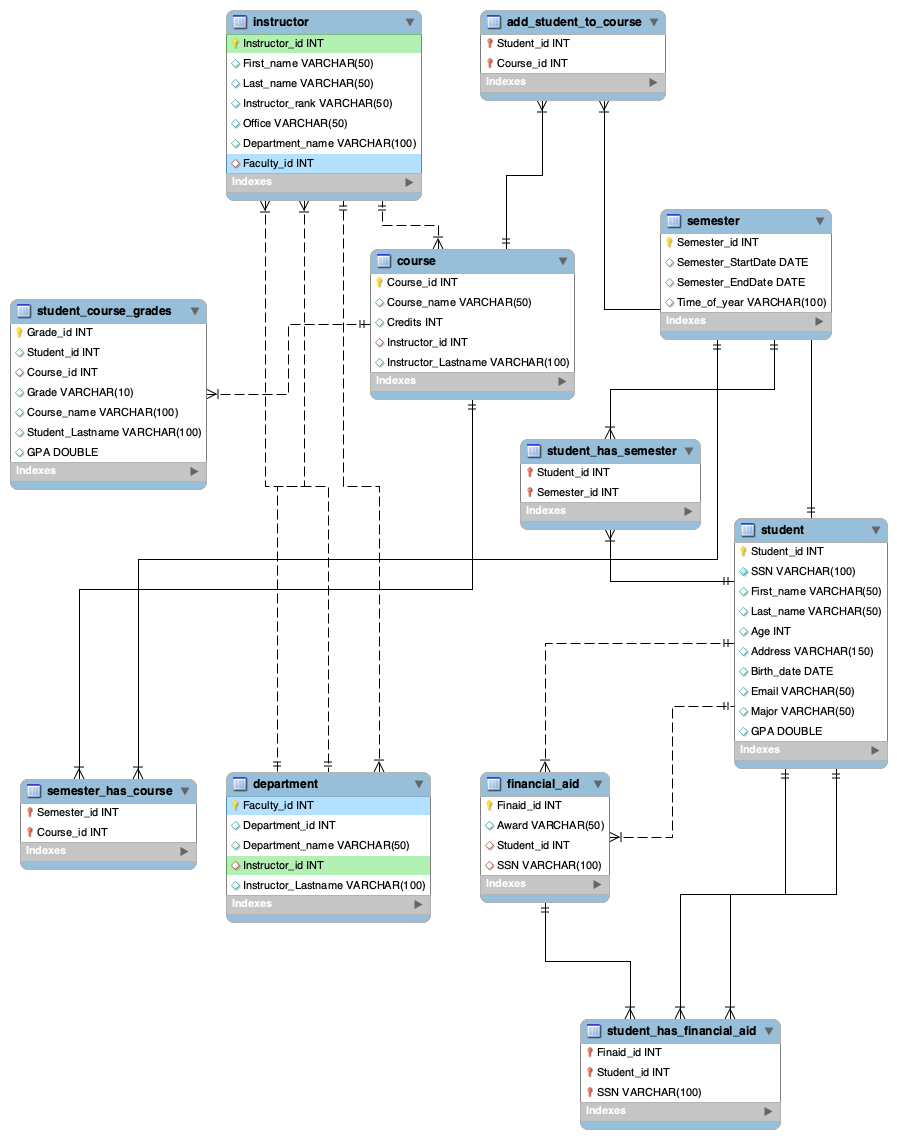 instructor
Instructor_id INT
First_name VARCHAR(50)
Last_name VARCHAR(50)
Instructor_rank VARCHAR(50)
Office VARCHAR(50)
Department_name VARCHAR(100)
Faculty_id INT
Indexes
add_student_to_course
Student_id INT
Course_id INT
Indexes
semester
Semester_id INT
Semester_StartDate DATE
Semester_EndDate DATE
Time_of_year VARCHAR(100)
Indexes
course
Course_id INT
Course_name VARCHAR(50)
Credits INT
Instructor_id INT
Instructor_Lastname VARCHAR(100)
Indexes
student_course_grades
Grade_id INT
Student_id INT
Course_id INT
Grade VARCHAR(10)
Course_name VARCHAR(100)
Student_Lastname VARCHAR(100)
GPA DOUBLE
Indexes
student_has_semester
Student_id INT
Semester_id INT
Indexes
student
Student_id INT
SSN VARCHAR(100)
First_name VARCHAR(50)
Last_name VARCHAR(50)
Age INT
Address VARCHAR(150)
Birth_date DATE
Email VARCHAR(50)
Major VARCHAR(50)
GPA DOUBLE
Indexes
semester_has_course
Semester_id INT
Course_id INT
Indexes
department
Faculty_id INT
Department_id INT
Department_name VARCHAR(50)
Instructor_id INT
Instructor_Lastname VARCHAR(100)
Indexes
financial_aid
Finaid_id INT
Award VARCHAR(50)
Student_id INT
SSN VARCHAR(100)
Indexes
student_has_financial_aid
Finaid_id INT
Student_id INT
SSN VARCHAR(100)
Indexes